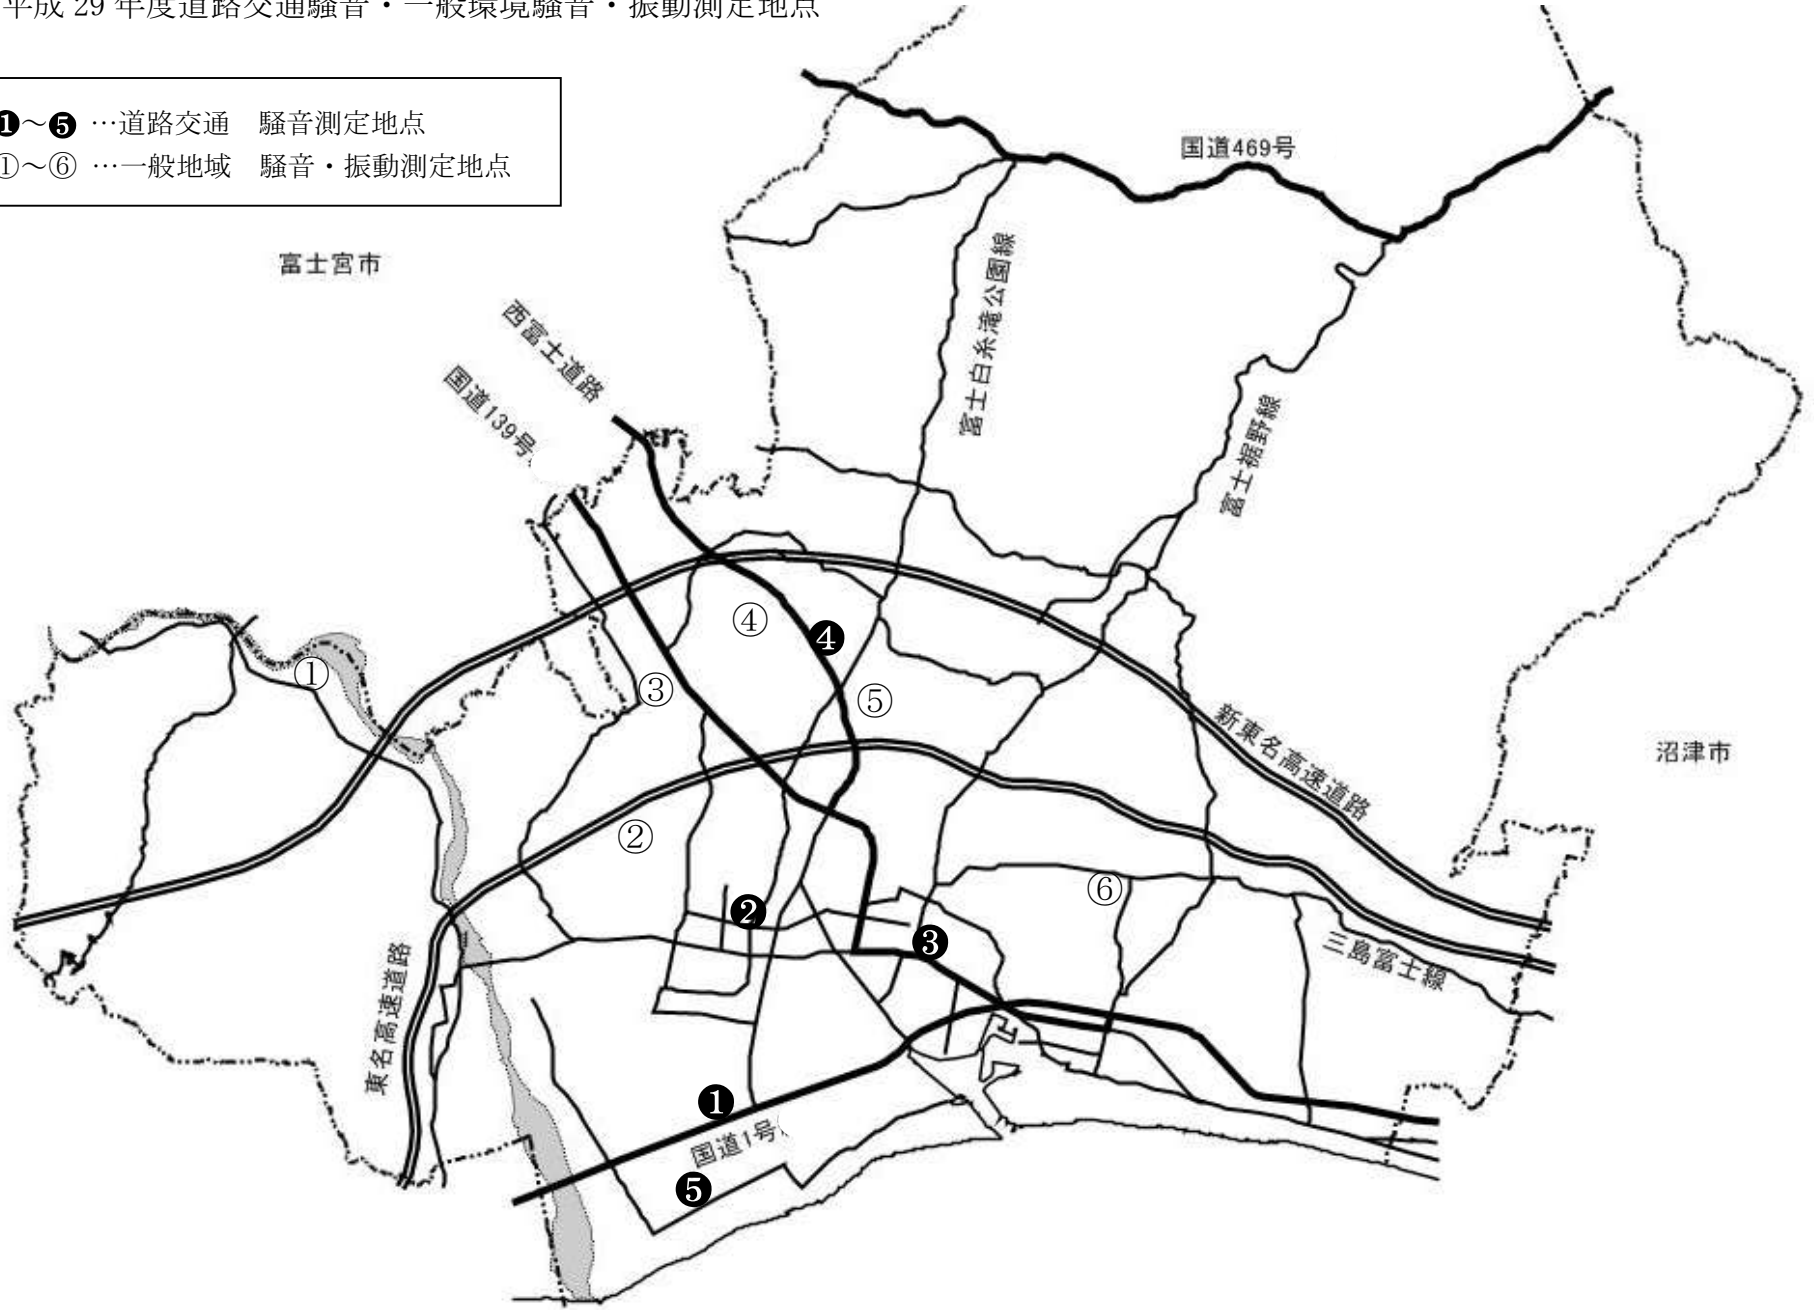 平成 29 年度道路交通騒音・一般環境騒音・振動測定地点
❶～❺ …道路交通　騒音測定地点
①～⑥ …一般地域　騒音・振動測定地点
国道469号
富士宮市
富士白糸滝公園線
西富士道路
国道139号
富士裾野線
④
❹
①
③
⑤
新東名高速道路
沼津市
②
⑥
❷
❸
三島富士線
東名高速道路
❶
国道1号
❺